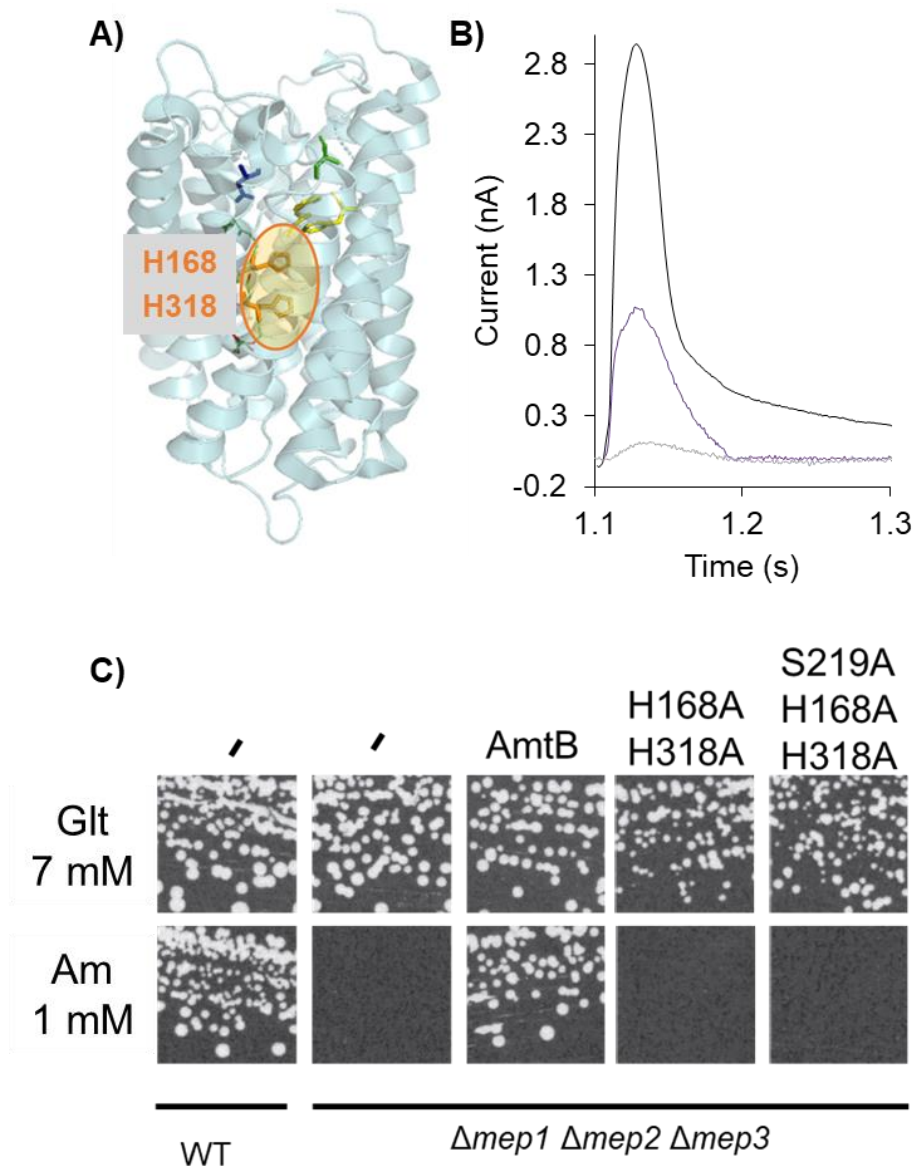 A)
H168
H318
B)
Current (nA)
2.8
2.3
1.8
1.3
0.8
0.3
-0.2
1.1
1.2
1.3
Time (s)
C)
-
-
AmtB
H168A
H318A
S219A
H168A
H318A
Glt
7 mM
Am
1 mM
WT
Δmep1 Δmep2 Δmep3